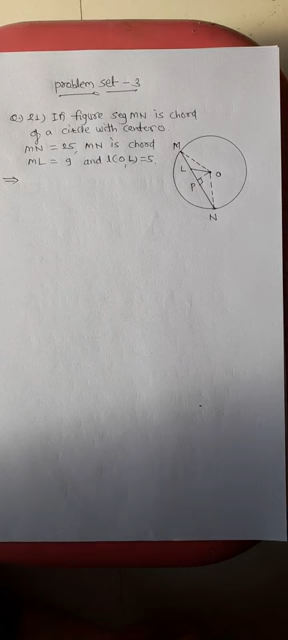 problem set - 3
Q) 21) In figure seg MN is chord
of a circle with center O.
MN = 25, MN is chord
ML = 9 and l(O,L)=5.
⇒
M
L
O
P
N